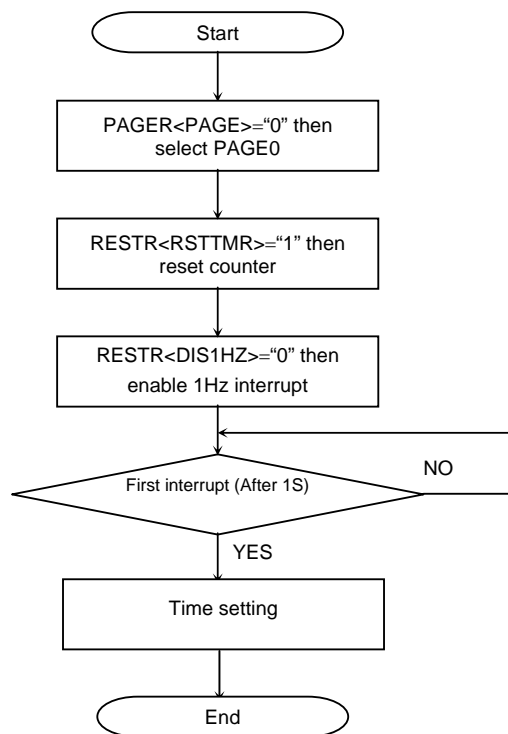 Start
PAGER<PAGE>=“0” then
select PAGE0
RESTR<RSTTMR>=“1” then
reset counter
RESTR<DIS1HZ>=“0” then
enable 1Hz interrupt
First interrupt (After 1S)
NO
YES
Time setting
End